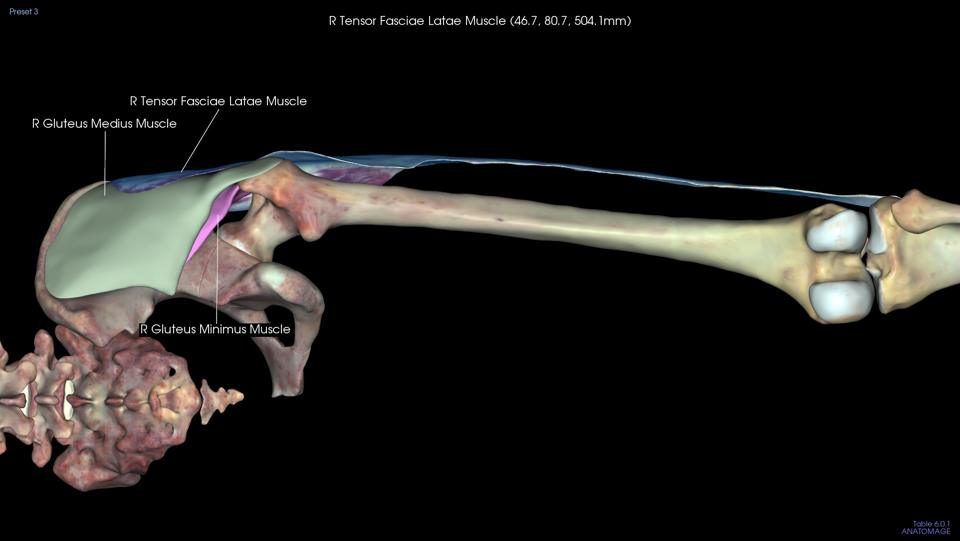 Preset 3
R Tensor Fasciae Latae Muscle (46.7, 80.7, 504.1mm)
R Tensor Fasciae Latae Muscle
R Gluteus Medius Muscle
R Gluteus Minimus Muscle
Table 6.0.1
ANATOMAGE